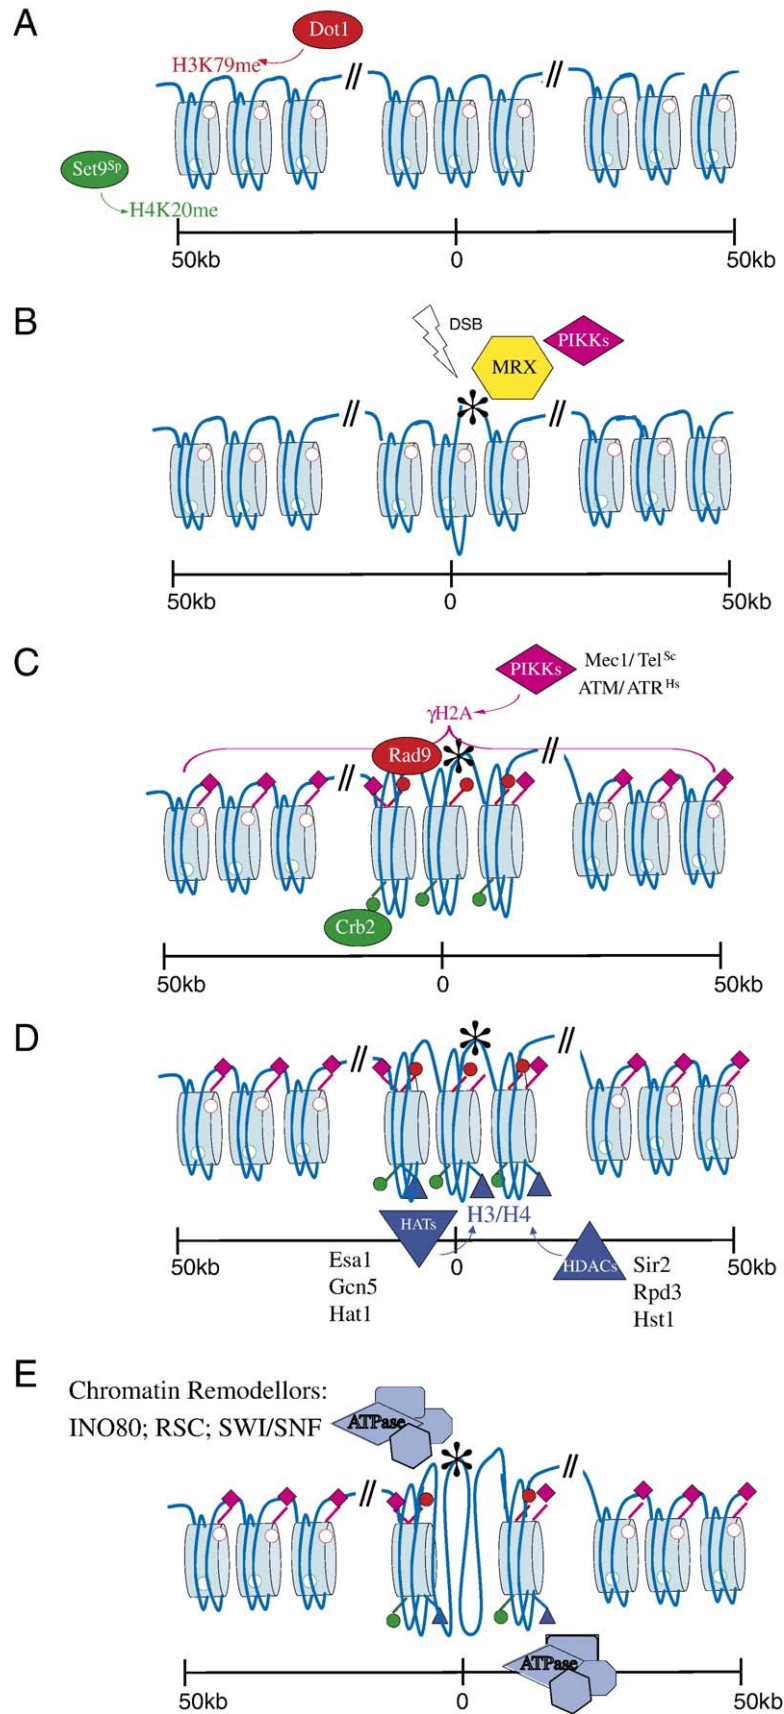 A
Dot1
H3K79me
Set9Sp
H4K20me
//
//
50kb 0 50kb
B
DSB
MRX
PIKKs
//
//
50kb 0 50kb
C
PIKKs
Mec1/ TelSc
ATM/ ATRHs
γH2A
Rad9
//
//
Crb2
50kb 0 50kb
D
//
//
H3/H4
HATs
50kb 0 50kb
HDACs
Esa1
Gcn5
Hat1
Sir2
Rpd3
Hst1
E
Chromatin Remodellors:
INO80; RSC; SWI/SNF
ATPase
//
//
ATPase
50kb 0 50kb